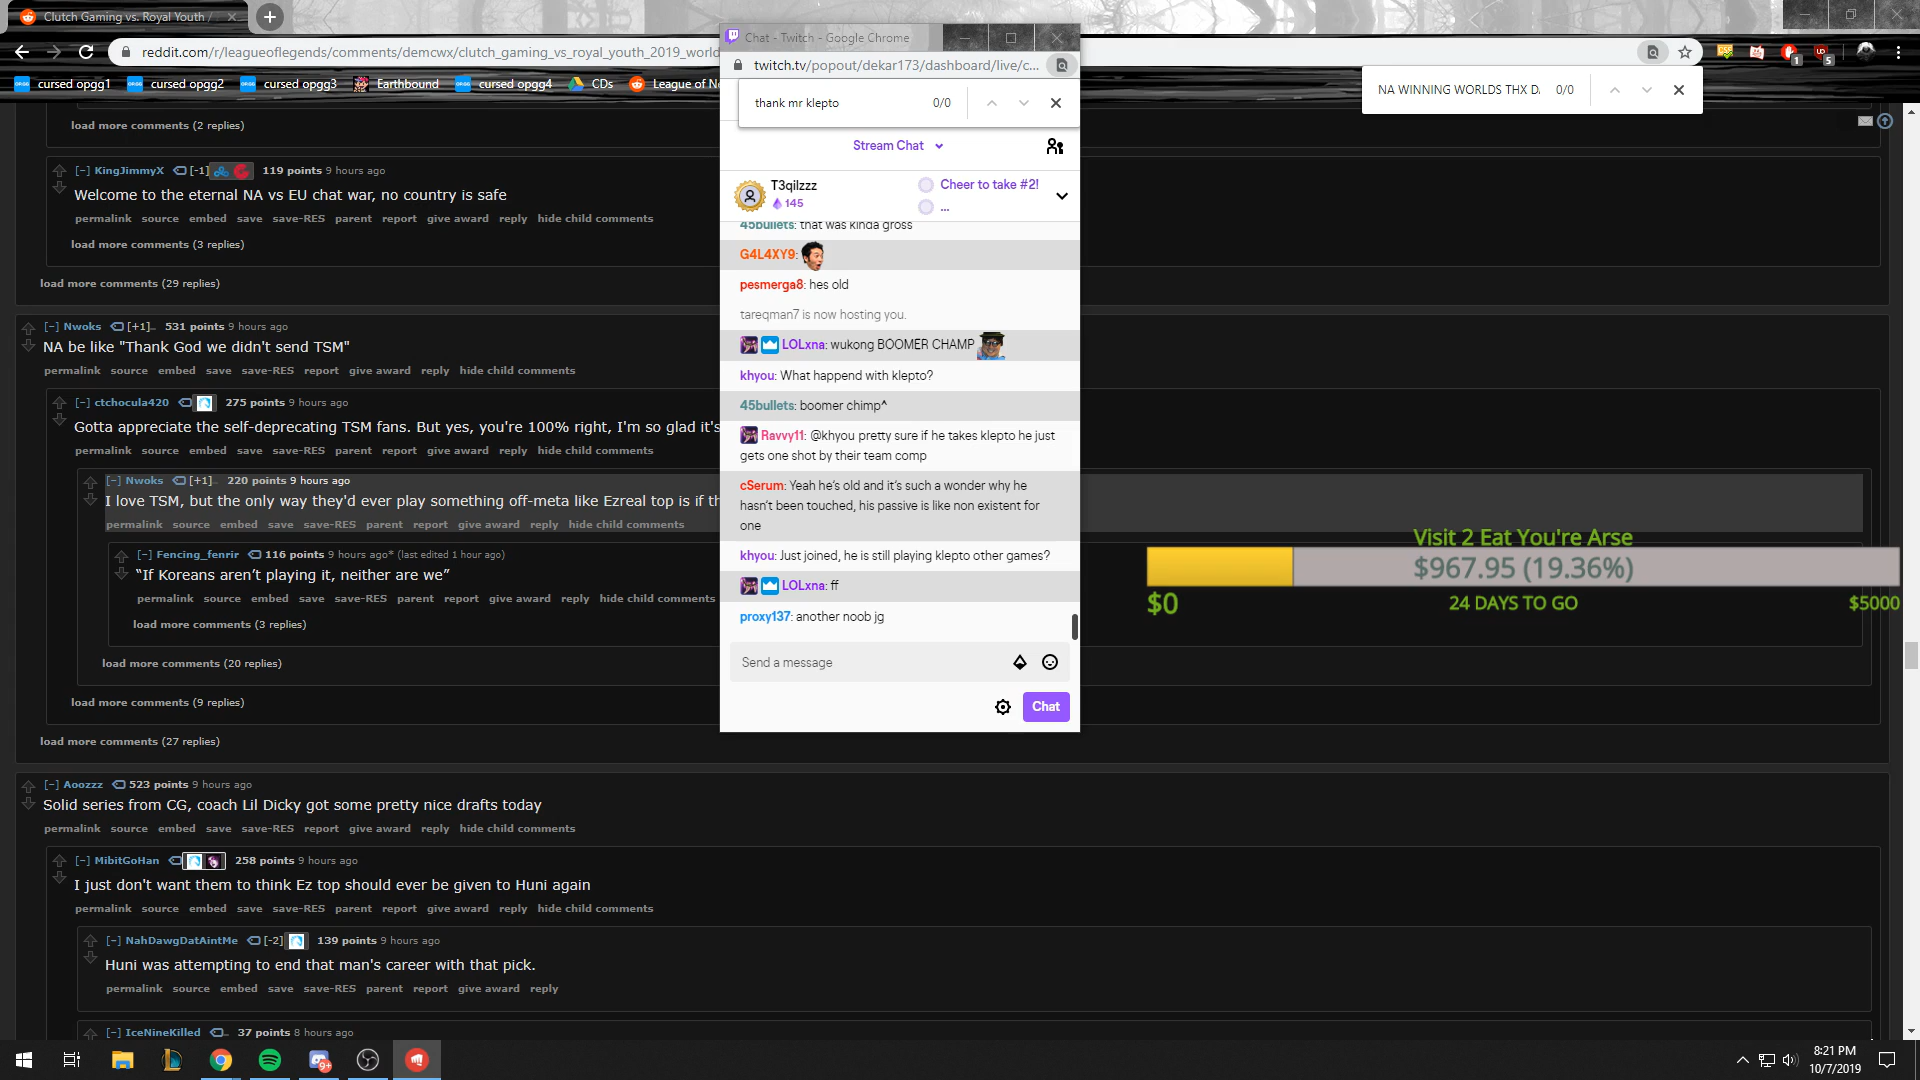 Clutch Gaming vs. Royal Youth /
reddit.com/r/leagueoflegends/comments/demcwx/clutch_gaming_vs_royal_youth_2019_world
1
5
cursed opgg1
cursed opgg2
cursed opgg3
Earthbound
cursed opgg4
CDs
League of Le
NA WINNING WORLDS THX D
0/0
load more comments (2 replies)
[-] KingJimmyX [-1] 119 points 9 hours ago
Welcome to the eternal NA vs EU chat war, no country is safe
permalink source embed save save-RES parent report give award reply hide child comments
load more comments (3 replies)
load more comments (29 replies)
[-] Nwoks [+1] 531 points 9 hours ago
NA be like "Thank God we didn't send TSM"
permalink source embed save save-RES report give award reply hide child comments
[-] ctchocula420 275 points 9 hours ago
Gotta appreciate the self-deprecating TSM fans. But yes, you're 100% right, I'm so glad it's
permalink source embed save save-RES parent report give award reply hide child comments
[-] Nwoks [+1] 220 points 9 hours ago
I love TSM, but the only way they'd ever play something off-meta like Ezreal top is if th
permalink source embed save save-RES parent report give award reply hide child comments
[-] Fencing_fenrir 116 points 9 hours ago* (last edited 1 hour ago)
“If Koreans aren’t playing it, neither are we”
permalink source embed save save-RES parent report give award reply hide child comments
load more comments (3 replies)
load more comments (20 replies)
load more comments (9 replies)
load more comments (27 replies)
[-] Aoozzz 523 points 9 hours ago
Solid series from CG, coach Lil Dicky got some pretty nice drafts today
permalink source embed save save-RES report give award reply hide child comments
[-] MibitGoHan 258 points 9 hours ago
I just don't want them to think Ez top should ever be given to Huni again
permalink source embed save save-RES parent report give award reply hide child comments
[-] NahDawgDatAintMe [-2] 139 points 9 hours ago
Huni was attempting to end that man's career with that pick.
permalink source embed save save-RES parent report give award reply
[-] IceNineKilled 37 points 8 hours ago
Chat - Twitch - Google Chrome
twitch.tv/popout/dekar173/dashboard/live/c...
thank mr klepto
0/0
Stream Chat
T3qilzzz
145
Cheer to take #2!
...
45bullets: that was kinda gross
G4L4XY9:
pesmerga8: hes old
tareqman7 is now hosting you.
LOLxna: wukong BOOMER CHAMP
khyou: What happend with klepto?
45bullets: boomer chimp^
Ravvy11: @khyou pretty sure if he takes klepto he just
gets one shot by their team comp
cSerum: Yeah he’s old and it’s such a wonder why he
hasn’t been touched, his passive is like non existent for
one
khyou: Just joined, he is still playing klepto other games?
LOLxna: ff
proxy137: another noob jg
Send a message
Chat
Visit 2 Eat You're Arse
$967.95 (19.36%)
$0
24 DAYS TO GO
$5000
9+
8:21 PM
10/7/2019